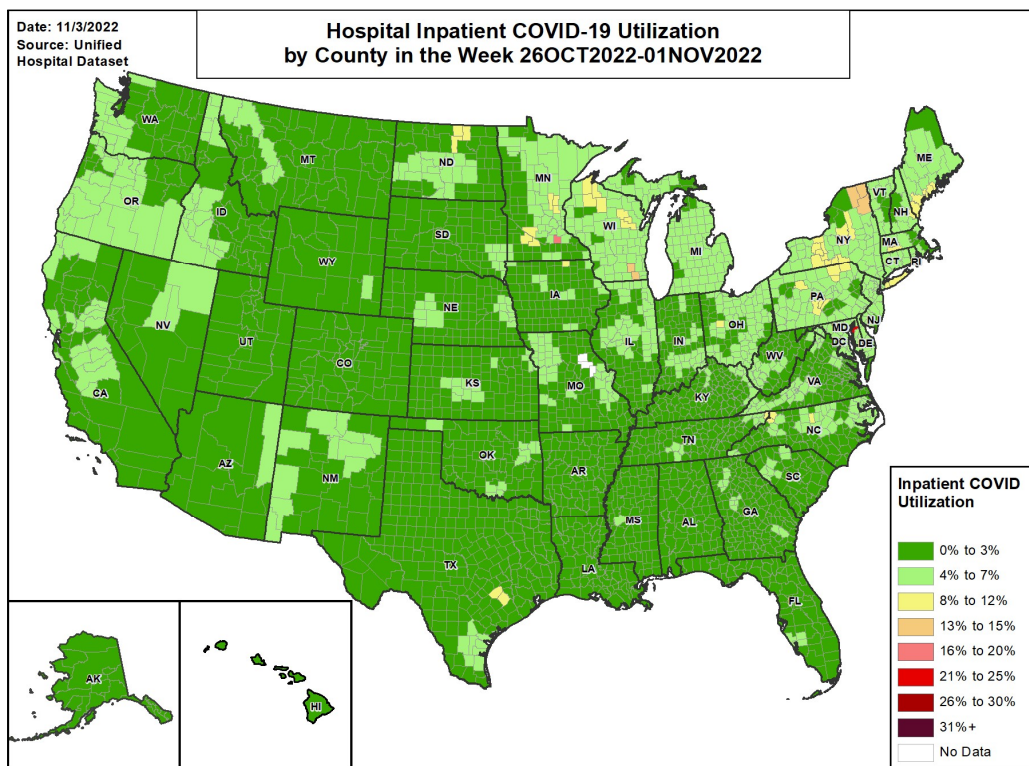 Date: 11/3/2022
Source: Unified
Hospital Dataset
Hospital Inpatient COVID-19 Utilization
by County in the Week 26OCT2022-01NOV2022
WA
MT
ND
MN
ME
VT
NH
OR
ID
SD
WI
MI
NY
MA
CT
RI
WY
IA
PA
NJ
NE
NV
UT
CO
IL
IN
OH
MD
DC
DE
WV
VA
KS
MO
KY
CA
NC
TN
AZ
NM
OK
AR
SC
MS
AL
GA
TX
LA
FL
AK
HI
Inpatient COVID
Utilization
0% to 3%
4% to 7%
8% to 12%
13% to 15%
16% to 20%
21% to 25%
26% to 30%
31%+
No Data